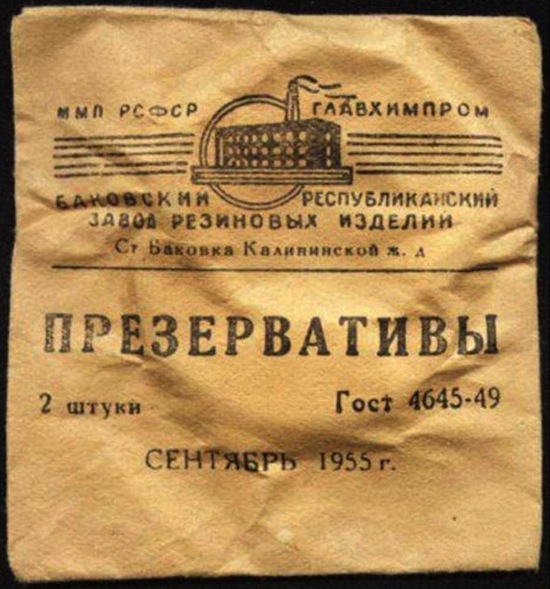 ММП РСФСР ГЛАВХИМПРОМ
БАКОВСКИЙ РЕСПУБЛИКАНСКИЙ
ЗАВОД РЕЗИНОВЫХ ИЗДЕЛИЙ
Ст Баковка Калининской ж. д
ПРЕЗЕРВАТИВЫ
2 штуки Гост 4645-49
СЕНТЯБРЬ 1955 г.